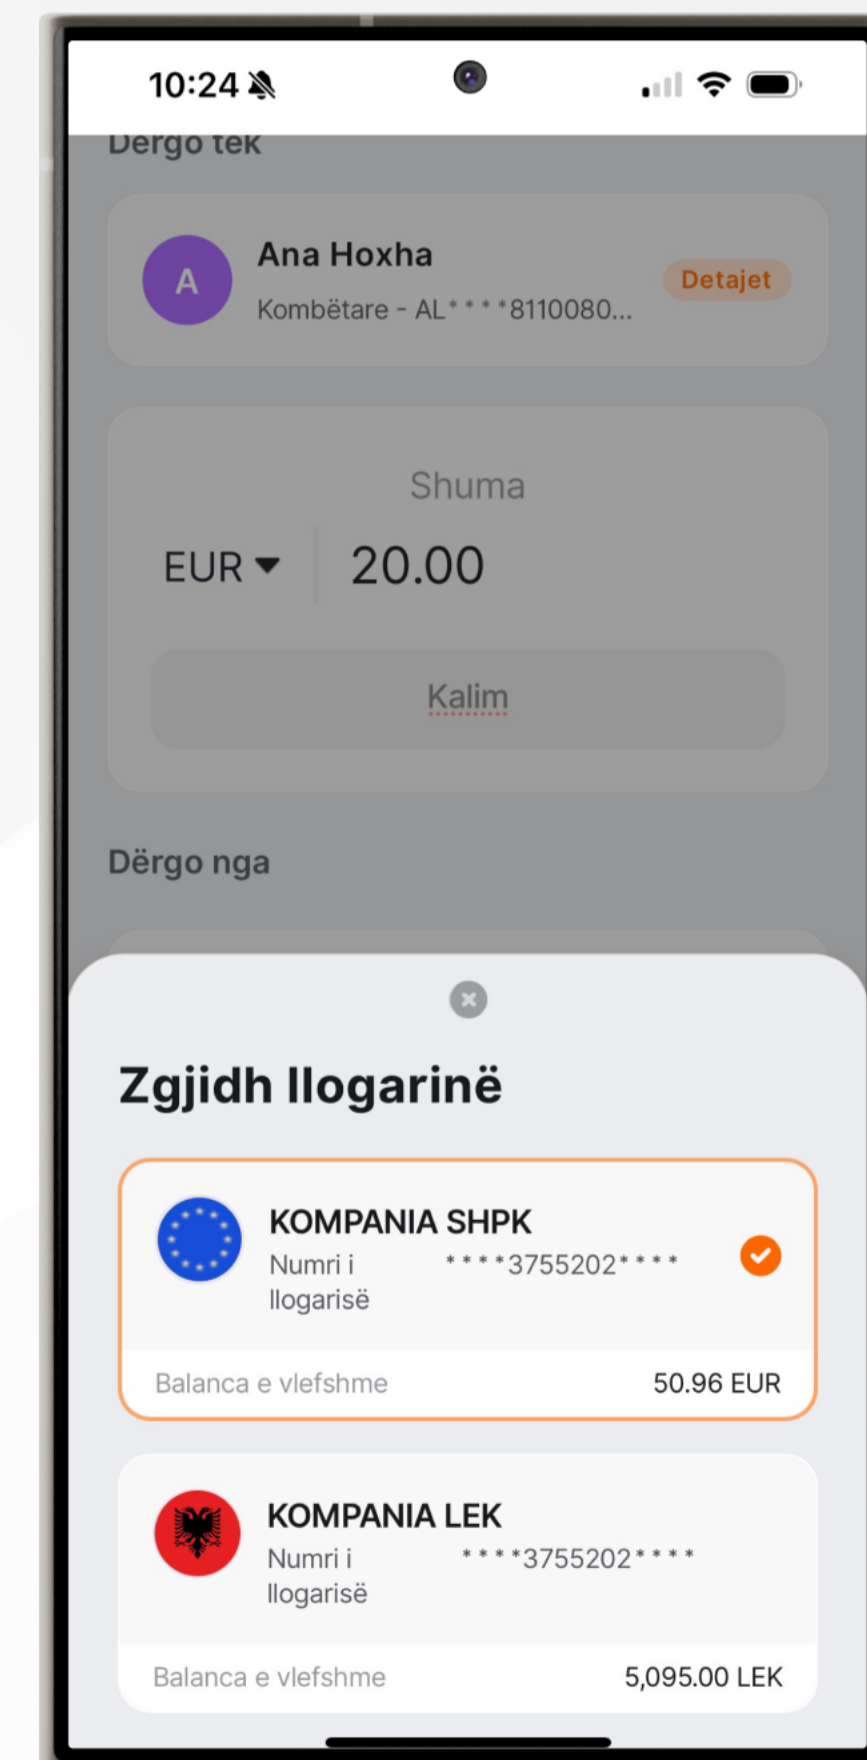 10:24
Dërgo tek
A
Ana Hoxha
Kombëtare - AL****8110080...
Detajet
Shuma
EUR
20.00
Kalim
Dërgo nga
Zgjidh llogarinë
KOMPANIA SHPK
Numri i
llogarisë
****3755202****
Balanca e vlefshme
50.96 EUR
KOMPANIA LEK
Numri i
llogarisë
****3755202****
Balanca e vlefshme
5,095.00 LEK